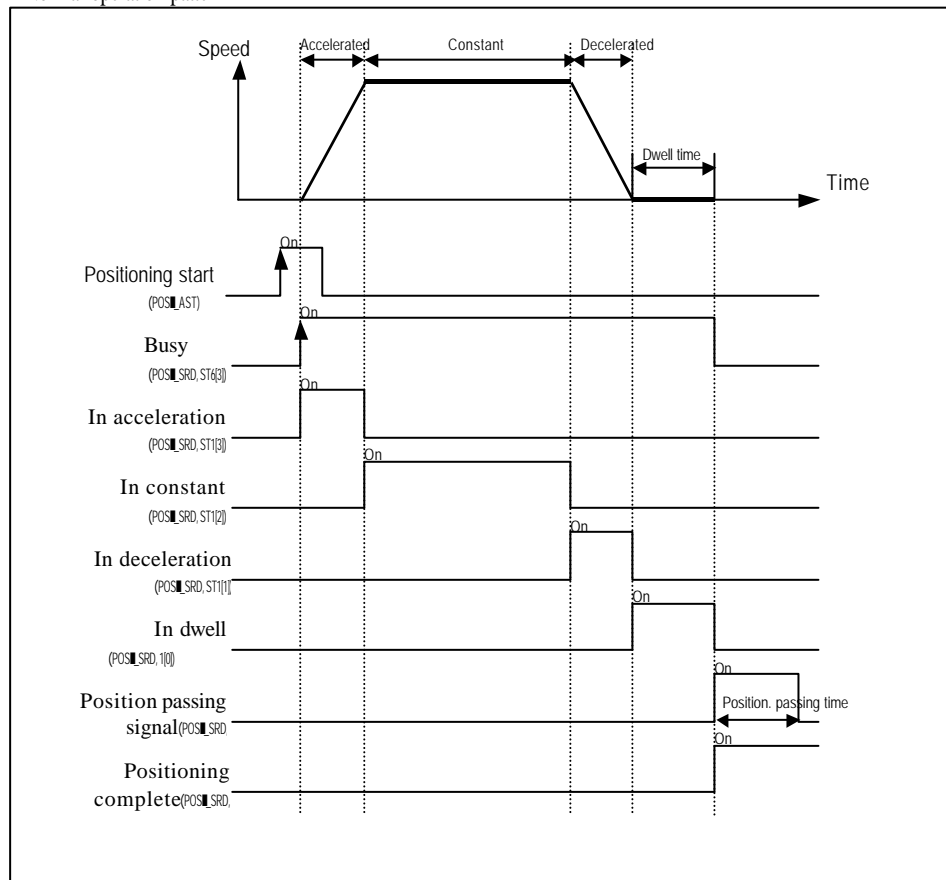 Speed
Accelerated
Constant
Decelerated
Dwell time
Time
On
Positioning start
(POS■_AST)
On
Busy
(POS■_SRD, ST6[3])
On
In acceleration
(POS■_SRD, ST1[3])
On
In constant
(POS■_SRD, ST1[2])
On
In deceleration
(POS■_SRD, ST1[1]
On
In dwell
(POS■_SRD, 1[0])
On
Position passing
signal(POS■_SRD
Position. passing time
On
Positioning
complete(POS■_SRD,